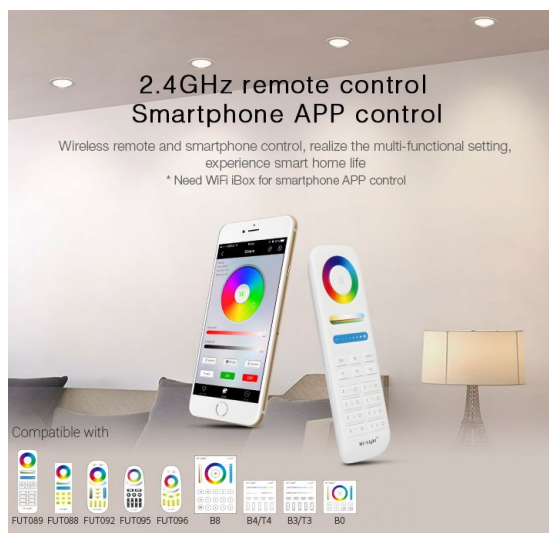 2.4GHz remote control
Smartphone APP control
Wireless remote and smartphone control, realize the multi-functional setting,
experience smart home life
* Need WiFi iBox for smartphone APP control
Mi·Light
Compatible with
FUT089 FUT088 FUT092 FUT095 FUT096 B8 B4/T4 B3/T3 B0